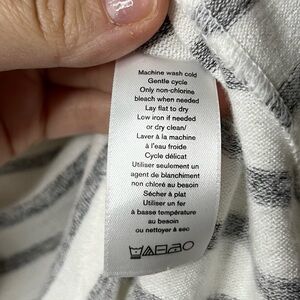 Machine wash cold
Gentle cycle
Only non-chlorine
bleach when needed
Lay flat to dry
Low iron if needed
or dry clean/
Laver à la machine
à l'eau froide
Cycle délicat
Utiliser seulement un
agent de blanchiment
non chloré au besoin
Sécher à plat
Utiliser un fer
à basse température
au besoin
ou nettoyer à sec